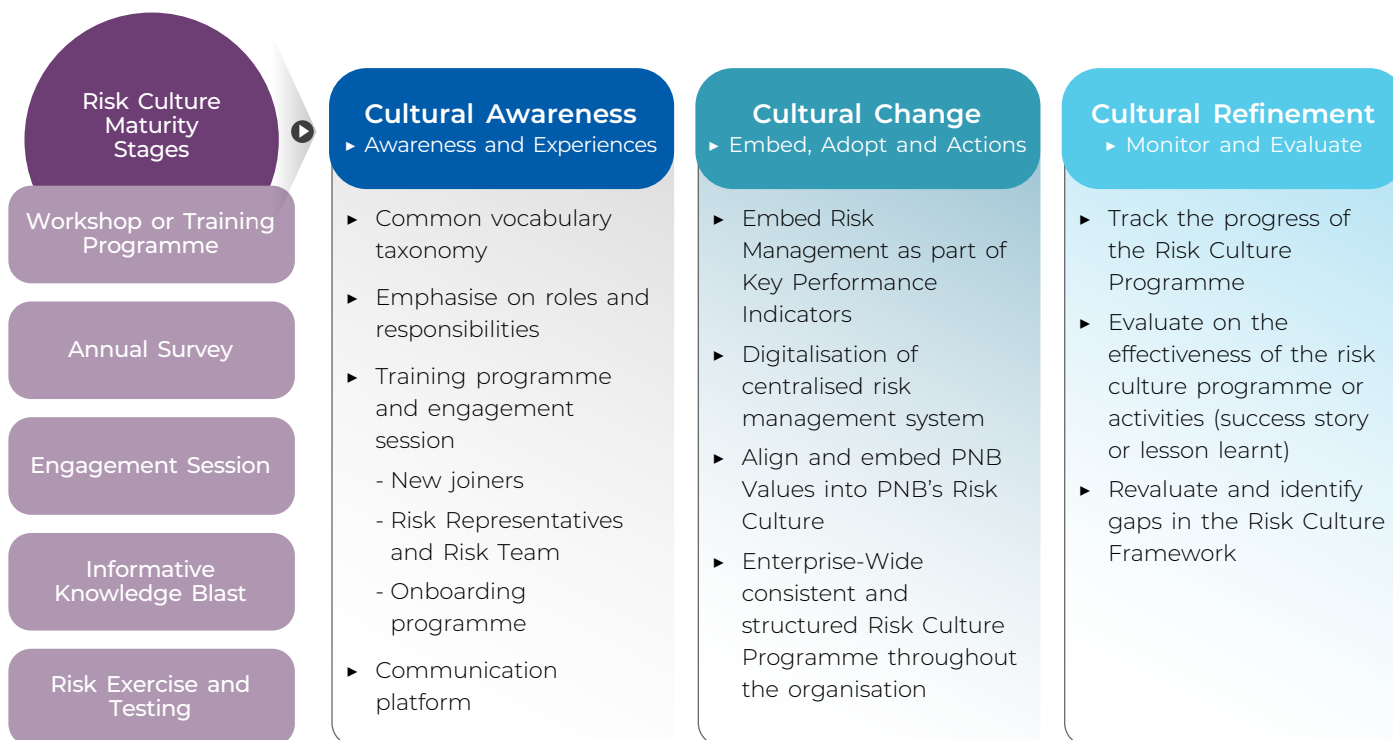 Risk Culture
Maturity
Stages
Workshop or Training
Programme
Annual Survey
Engagement Session
Informative
Knowledge Blast
Risk Exercise and
Testing
Cultural Awareness
▸ Awareness and Experiences
▸ Common vocabulary
taxonomy
▸ Emphasise on roles and
responsibilities
▸ Training programme
and engagement
session
- New joiners
- Risk Representatives
and Risk Team
- Onboarding
programme
▸ Communication
platform
Cultural Change
▸ Embed, Adopt and Actions
▸ Embed Risk
Management as part of
Key Performance
Indicators
▸ Digitalisation of
centralised risk
management system
▸ Align and embed PNB
Values into PNB's Risk
Culture
▸ Enterprise-Wide
consistent and
structured Risk Culture
Programme throughout
the organisation
Cultural Refinement
▸ Monitor and Evaluate
▸ Track the progress of
the Risk Culture
Programme
▸ Evaluate on the
effectiveness of the risk
culture programme or
activities (success story
or lesson learnt)
▸ Revaluate and identify
gaps in the Risk Culture
Framework